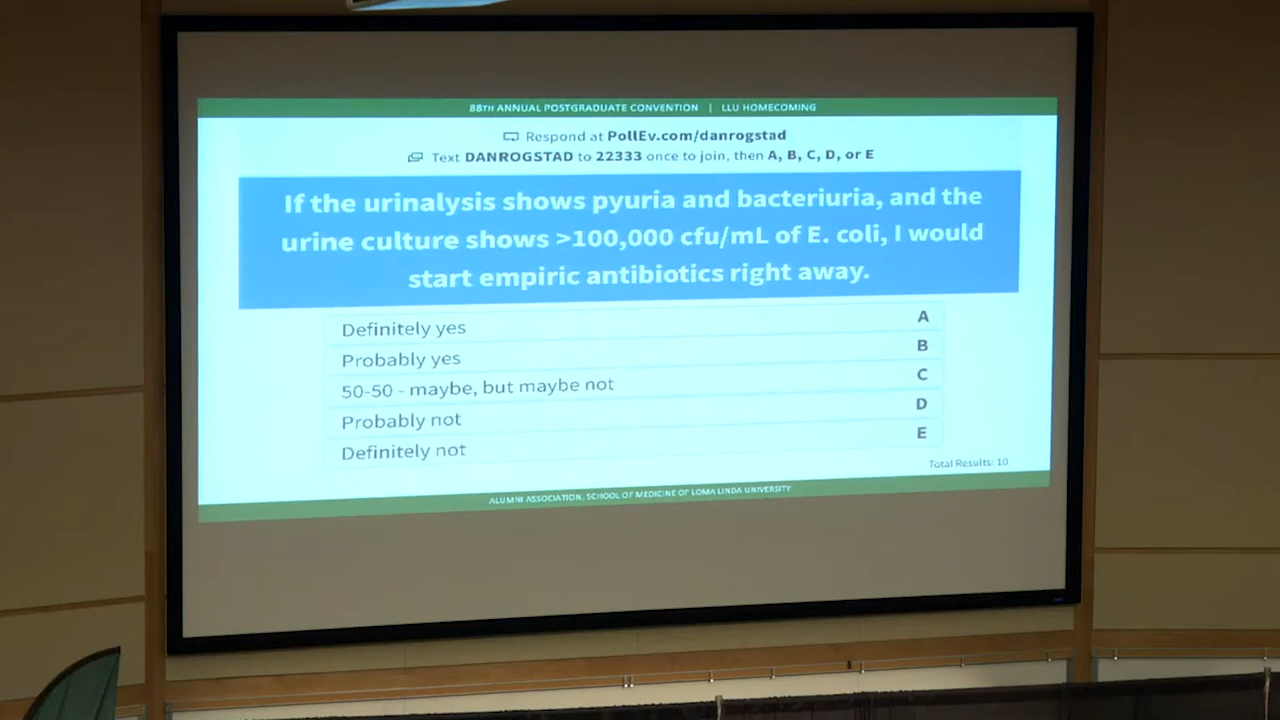 88TH ANNUAL POSTGRADUATE CONVENTION | LLU HOMECOMING
Respond at PollEv.com/danrogstad
Text DANROGSTAD to 22333 once to join, then A, B, C, D, or E
If the urinalysis shows pyuria and bacteriuria, and the
urine culture shows >100,000 cfu/mL of E. coli, I would
start empiric antibiotics right away.
Definitely yes A
Probably yes B
50-50 - maybe, but maybe not C
Probably not D
Definitely not E
Total Results: 10
ALUMNI ASSOCIATION, SCHOOL OF MEDICINE OF LOMA LINDA UNIVERSITY